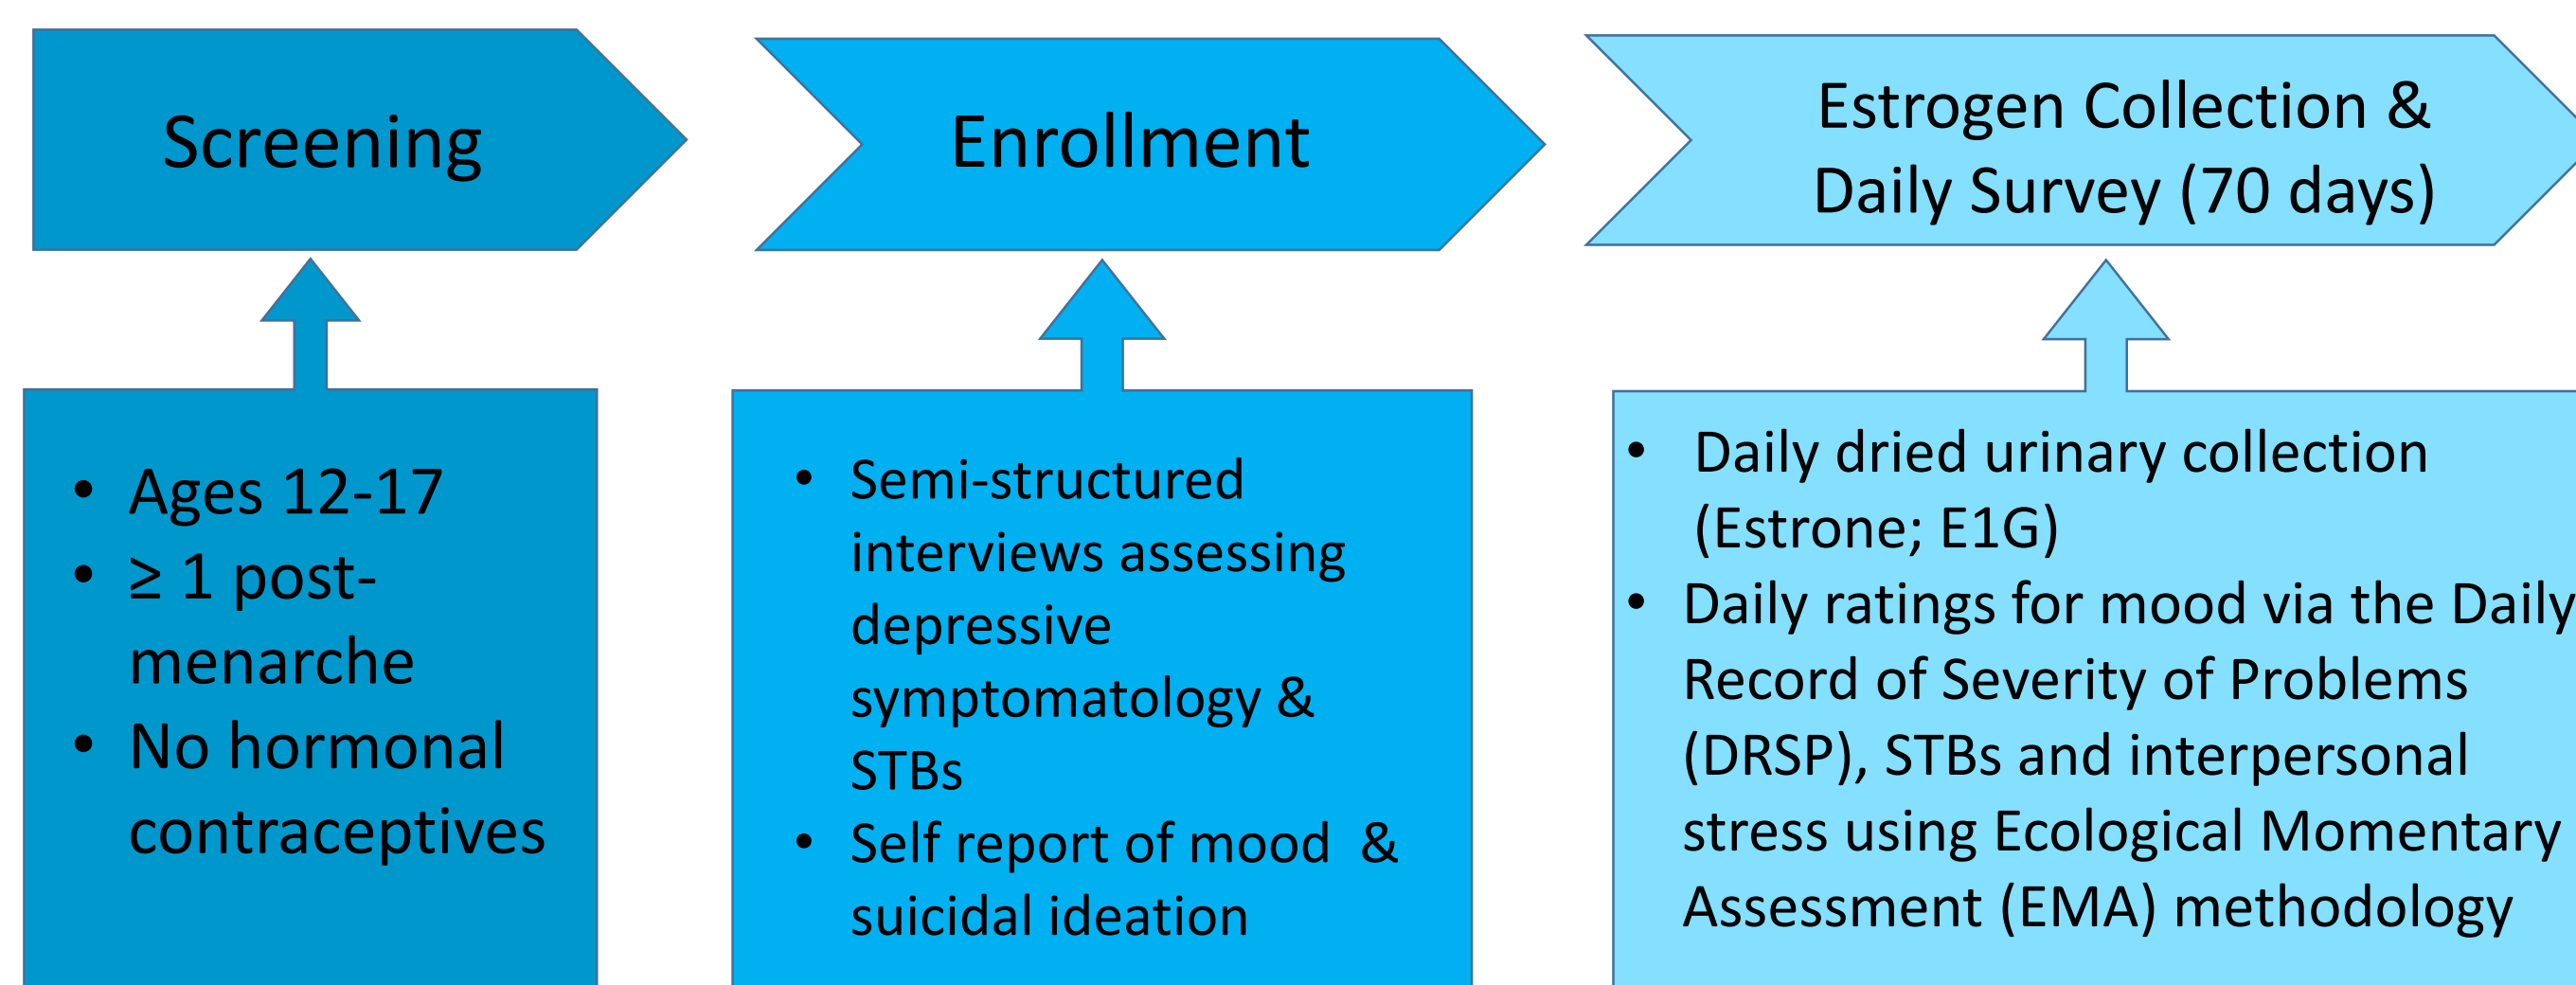 Screening
Enrollment
Estrogen Collection &
Daily Survey (70 days)
• Ages 12-17
• ≥ 1 post-
menarche
• No hormonal
contraceptives
• Semi-structured
interviews assessing
depressive
symptomatology &
STBs
• Self report of mood &
suicidal ideation
• Daily dried urinary collection
(Estrone; E1G)
• Daily ratings for mood via the Daily
Record of Severity of Problems
(DRSP), STBs and interpersonal
stress using Ecological Momentary
Assessment (EMA) methodology